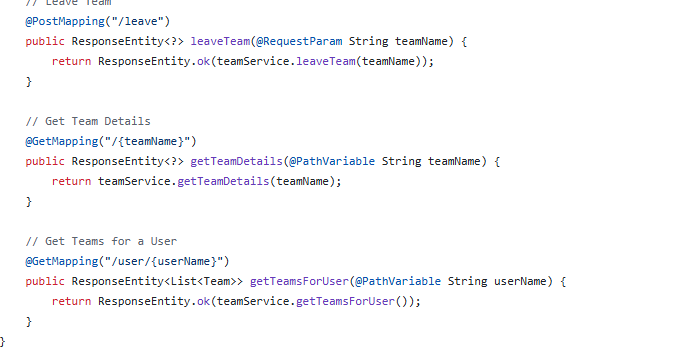 // Leave Team
@PostMapping("/leave")
public ResponseEntity<?> leaveTeam(@RequestParam String teamName) {
    return ResponseEntity.ok(teamService.leaveTeam(teamName));
}

// Get Team Details
@GetMapping("/{teamName}")
public ResponseEntity<?> getTeamDetails(@PathVariable String teamName) {
    return teamService.getTeamDetails(teamName);
}

// Get Teams for a User
@GetMapping("/user/{userName}")
public ResponseEntity<List<Team>> getTeamsForUser(@PathVariable String userName) {
    return ResponseEntity.ok(teamService.getTeamsForUser());
}
}